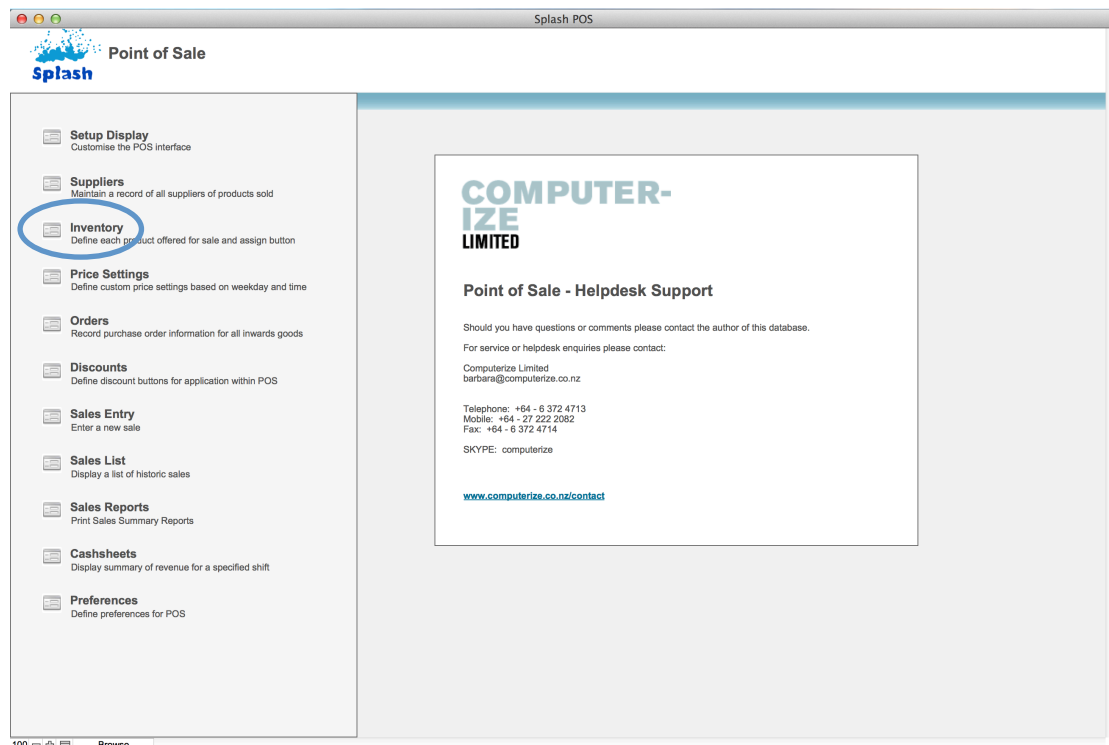 Splash POS
Splash
Point of Sale
Setup Display
Customise the POS interface
Suppliers
Maintain a record of all suppliers of products sold
Inventory
Define each product offered for sale and assign button
Price Settings
Define custom price settings based on weekday and time
Orders
Record purchase order information for all inwards goods
Discounts
Define discount buttons for application within POS
Sales Entry
Enter a new sale
Sales List
Display a list of historic sales
Sales Reports
Print Sales Summary Reports
Cashsheets
Display summary of revenue for a specified shift
Preferences
Define preferences for POS
COMPUTER-
IZE
LIMITED
Point of Sale - Helpdesk Support
Should you have questions or comments please contact the author of this database.
For service or helpdesk enquiries please contact:
Computerize Limited
barbara@computerize.co.nz
Telephone: +64 - 6 372 4713
Mobile: +64 - 27 222 2082
Fax: +64 - 6 372 4714
SKYPE: computerize
www.computerize.co.nz/contact
100 Browse